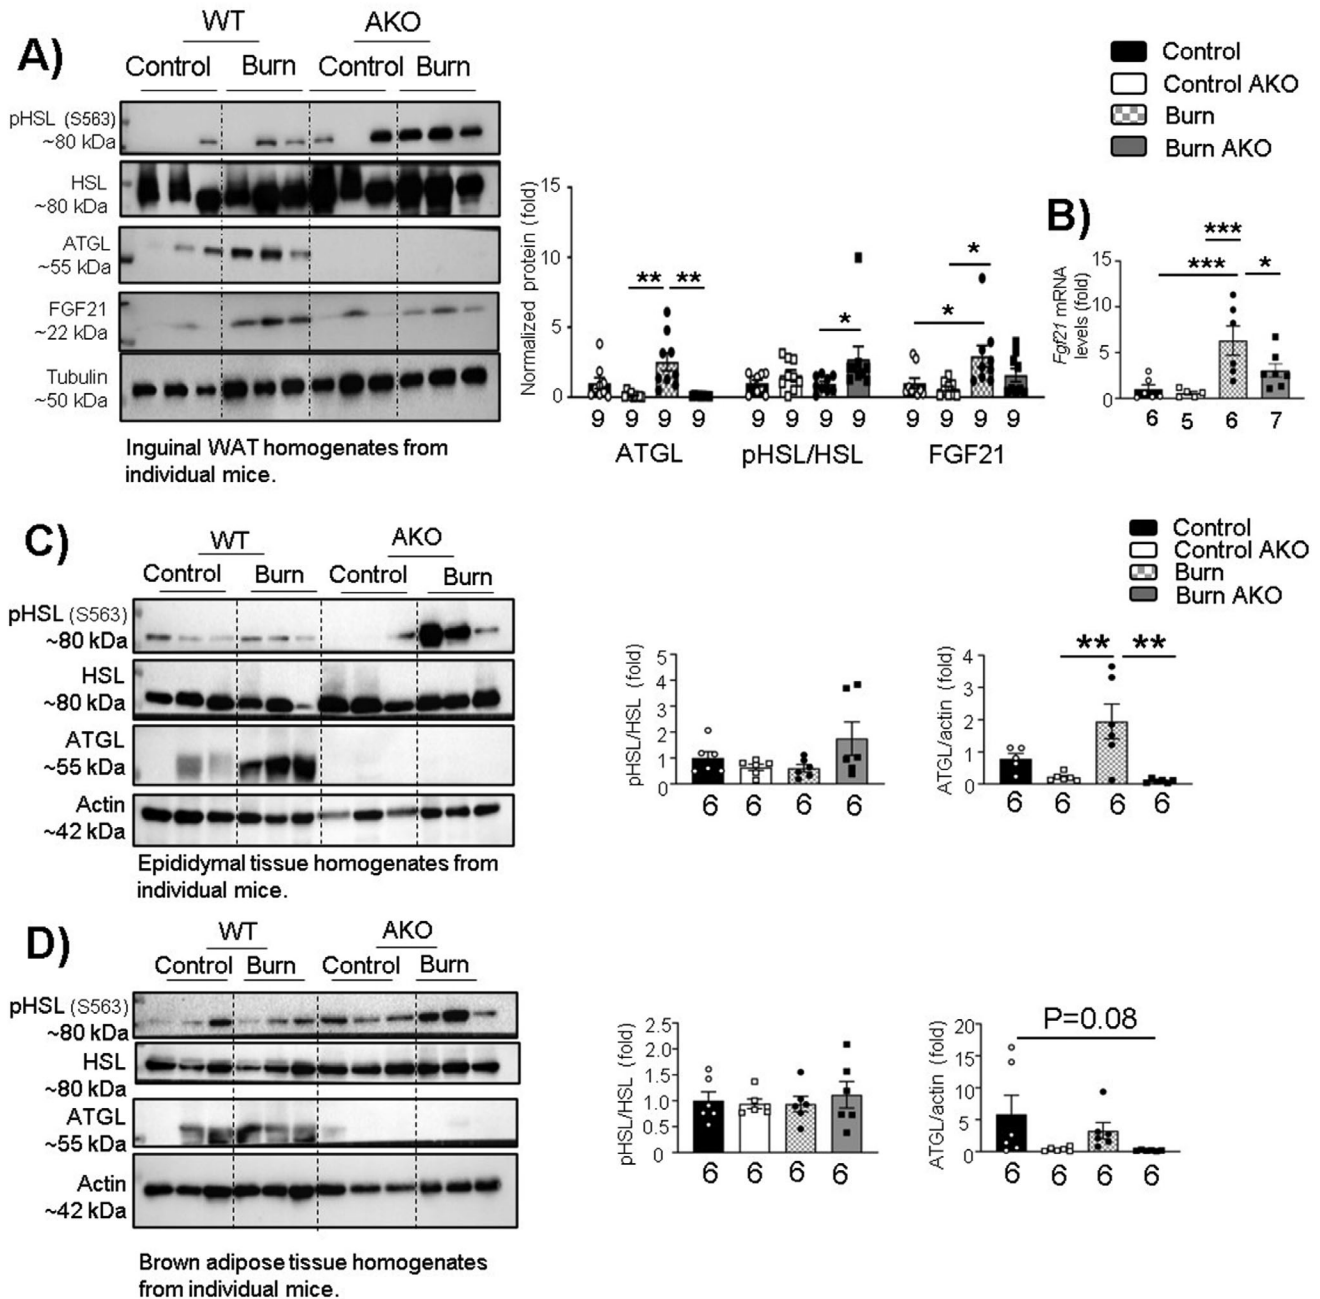 A)
WT
AKO
Control
Burn
Control
Burn
pHSL (S563)
~80 kDa
HSL
~80 kDa
ATGL
~55 kDa
FGF21
~22 kDa
Tubulin
~50 kDa
Inguinal WAT homogenates from
individual mice.
Normalized protein (fold)
15
10
5
0
**
**
*
*
*
9
9
9
9
9
9
9
9
9
9
9
9
ATGL
pHSL/HSL
FGF21
Control
Control AKO
Burn
Burn AKO
B)
Fgf21 mRNA
levels (fold)
15
10
5
0
***
***
*
6
5
6
7
C)
WT
AKO
Control
Burn
Control
Burn
pHSL (S563)
~80 kDa
HSL
~80 kDa
ATGL
~55 kDa
Actin
~42 kDa
Epididymal tissue homogenates from
individual mice.
pHSL/HSL (fold)
5
4
3
2
1
0
6
6
6
6
Control
Control AKO
Burn
Burn AKO
ATGL/actin (fold)
4
3
2
1
0
**
**
6
6
6
6
D)
WT
AKO
Control
Burn
Control
Burn
pHSL (S563)
~80 kDa
HSL
~80 kDa
ATGL
~55 kDa
Actin
~42 kDa
Brown adipose tissue homogenates
from individual mice.
pHSL/HSL (fold)
2.5
2.0
1.5
1.0
0.5
0
6
6
6
6
ATGL/actin (fold)
20
15
10
5
0
P=0.08
6
6
6
6